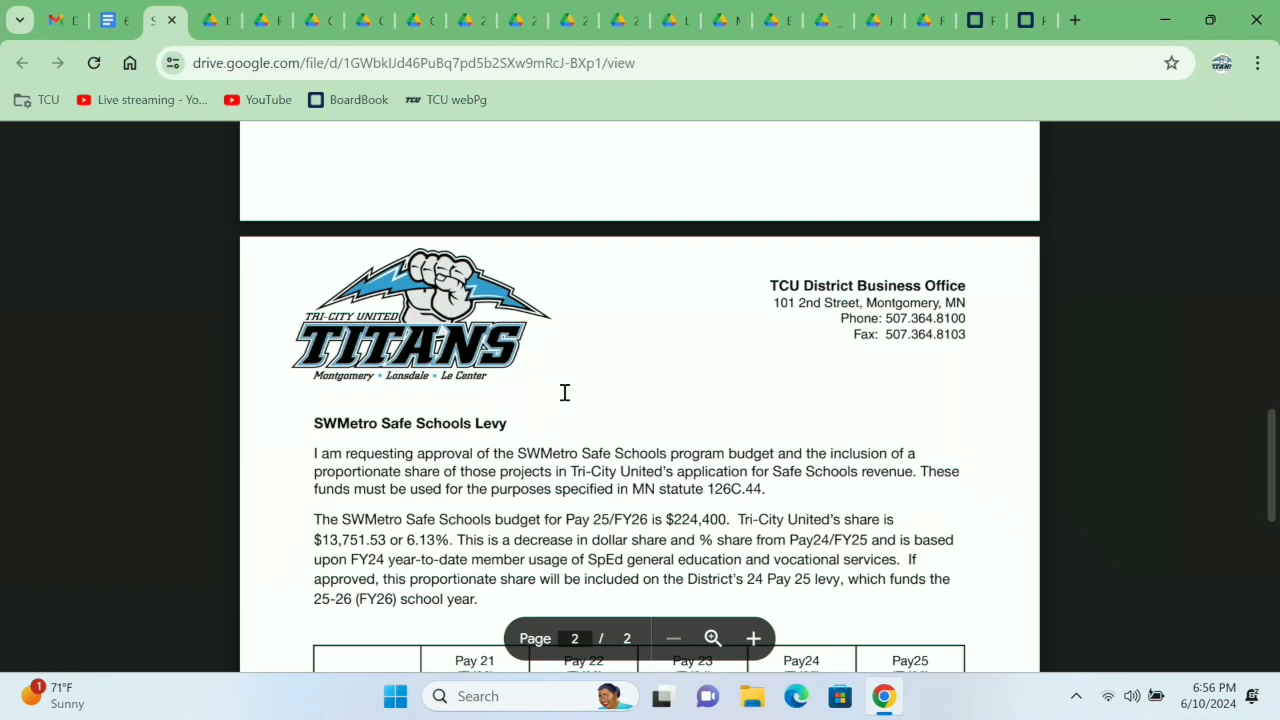 drive.google.com/file/d/1GWbkIJd46PuBq7pd5b2SXw9mRcJ-BXp1/view
TCU
Live streaming - Yo...
YouTube
BoardBook
TCU TCU webPg
TRI-CITY UNITED
TITANS
Montgomery • Lonsdale • Le Center
TCU District Business Office
101 2nd Street, Montgomery, MN
Phone: 507.364.8100
Fax: 507.364.8103
SWMetro Safe Schools Levy
I am requesting approval of the SWMetro Safe Schools program budget and the inclusion of a
proportionate share of those projects in Tri-City United's application for Safe Schools revenue. These
funds must be used for the purposes specified in MN statute 126C.44.
The SWMetro Safe Schools budget for Pay 25/FY26 is $224,400. Tri-City United's share is
$13,751.53 or 6.13%. This is a decrease in dollar share and % share from Pay24/FY25 and is based
upon FY24 year-to-date member usage of SpEd general education and vocational services. If
approved, this proportionate share will be included on the District's 24 Pay 25 levy, which funds the
25-26 (FY26) school year.
Page 2 / 2
Pay 21 Pay 22 Pay 23 Pay24 Pay25
1
71°F
Sunny
Search
6:56 PM
6/10/2024